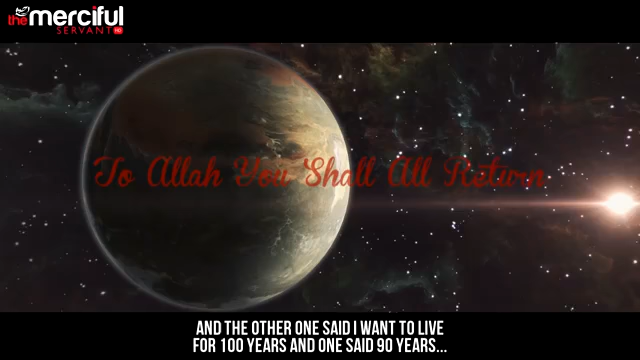 the merciful
SERVANT HD
To Allah You Shall All Return
AND THE OTHER ONE SAID I WANT TO LIVE
FOR 100 YEARS AND ONE SAID 90 YEARS...